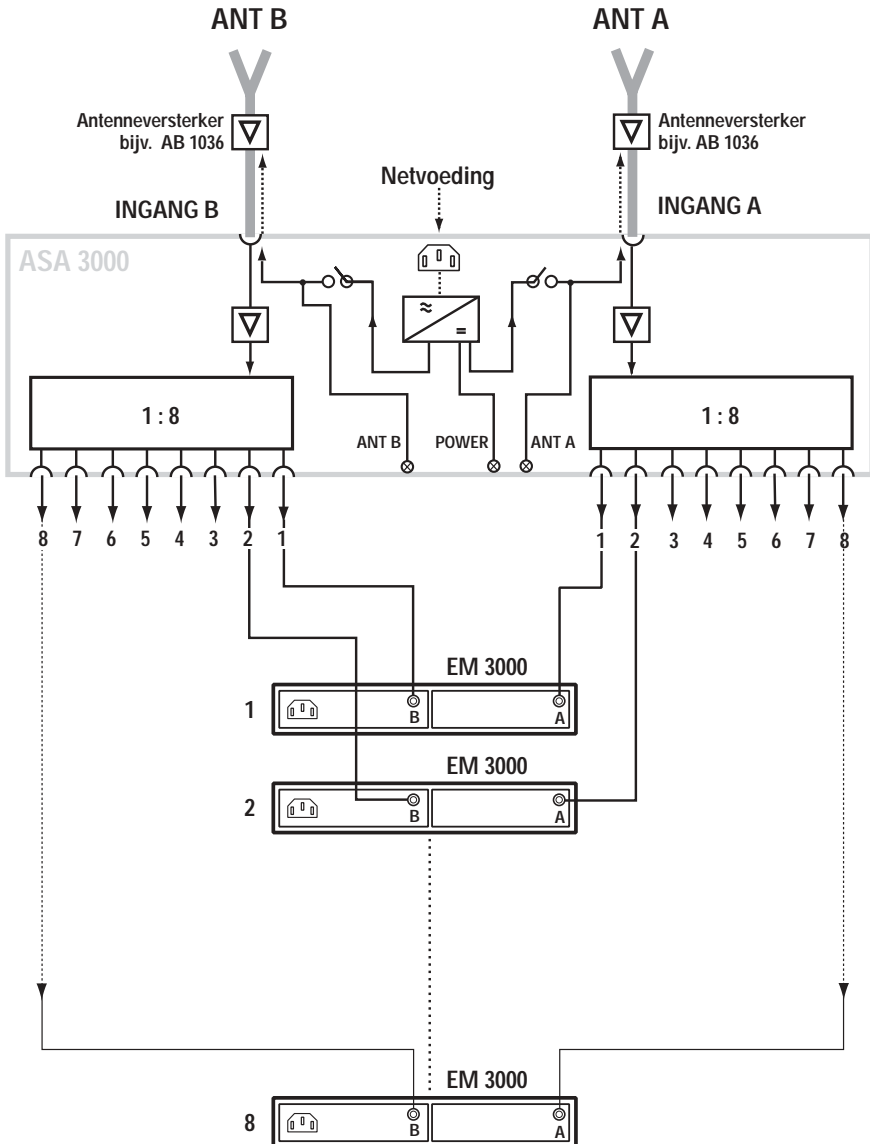 ANT B
ANT A
Antenneversterker
bijv. AB 1036
Antenneversterker
bijv. AB 1036
Netvoeding
INGANG B
INGANG A
ASA 3000
≈
=
1 : 8
1 : 8
ANT B
POWER
ANT A
8 7 6 5 4 3 2 1
1 2 3 4 5 6 7 8
EM 3000
1
B
A
EM 3000
2
B
A
EM 3000
8
B
A